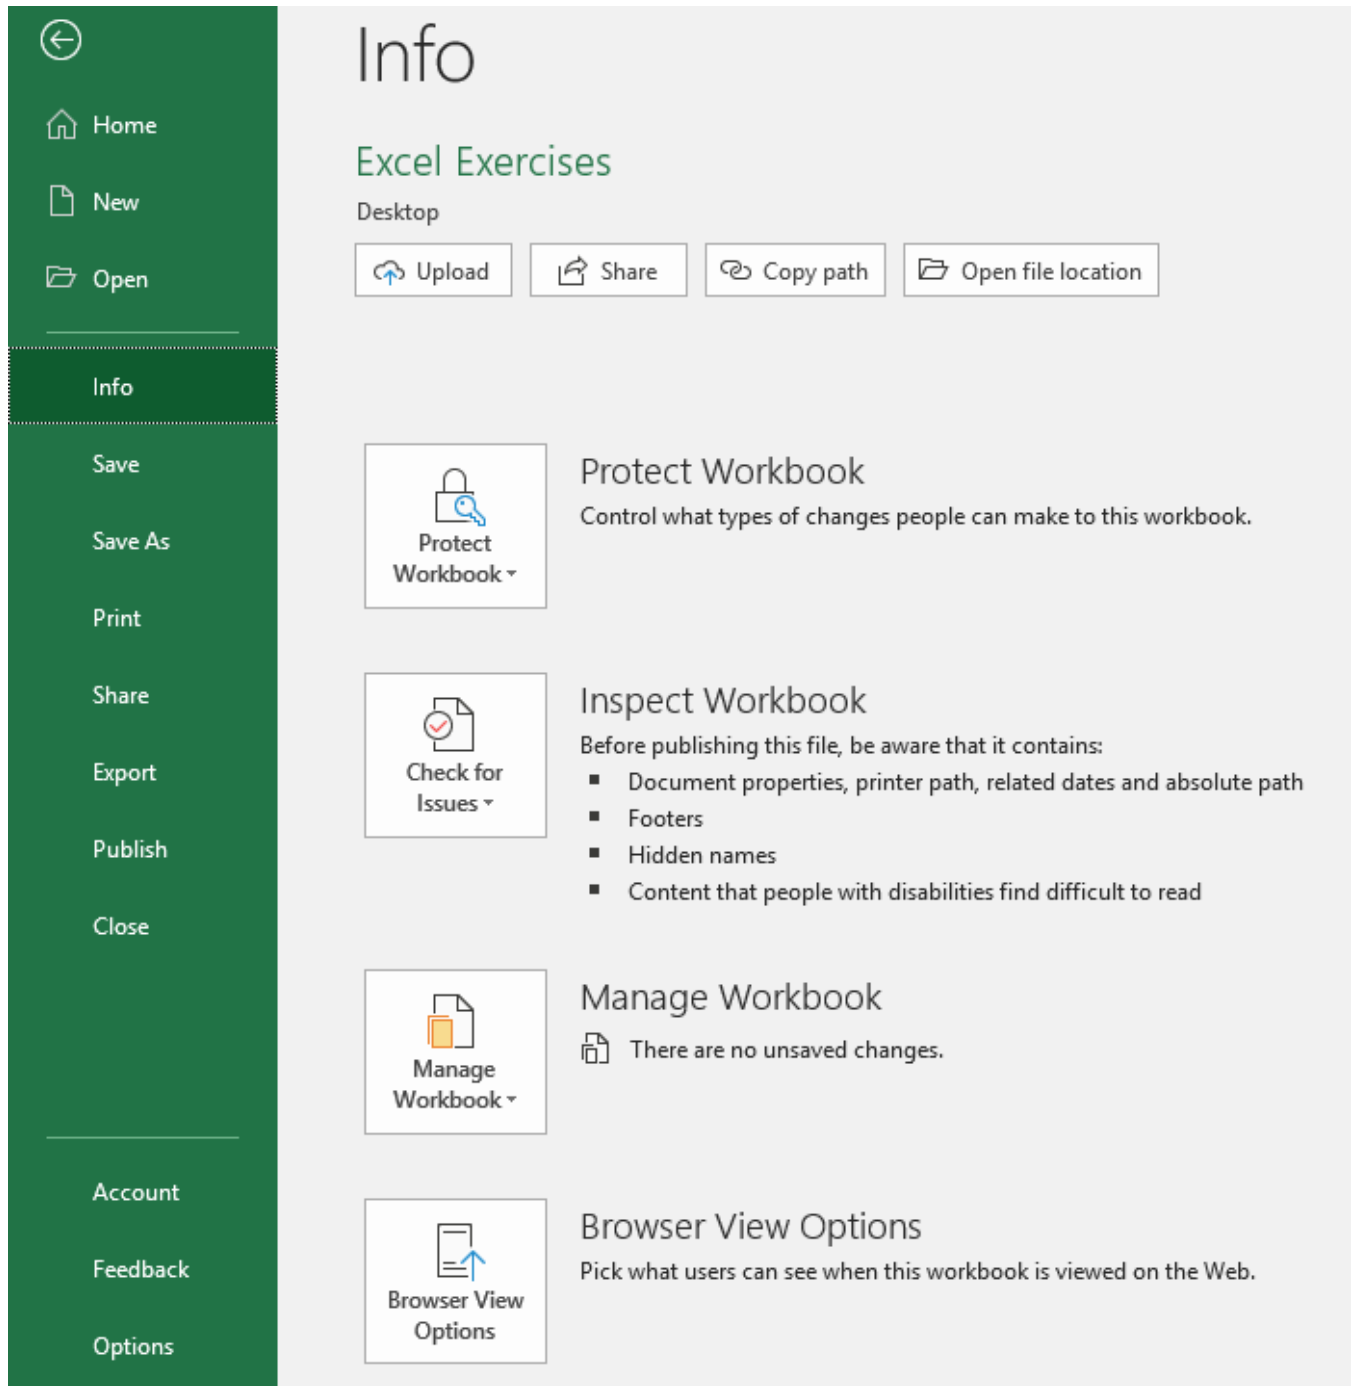 Info
Home
New
Open
Info
Save
Save As
Print
Share
Export
Publish
Close
Account
Feedback
Options
Excel Exercises
Desktop
Upload
Share
Copy path
Open file location
Protect
Workbook
Protect Workbook
Control what types of changes people can make to this workbook.
Check for
Issues
Inspect Workbook
Before publishing this file, be aware that it contains:
Document properties, printer path, related dates and absolute path
Footers
Hidden names
Content that people with disabilities find difficult to read
Manage
Workbook
Manage Workbook
There are no unsaved changes.
Browser View
Options
Browser View Options
Pick what users can see when this workbook is viewed on the Web.